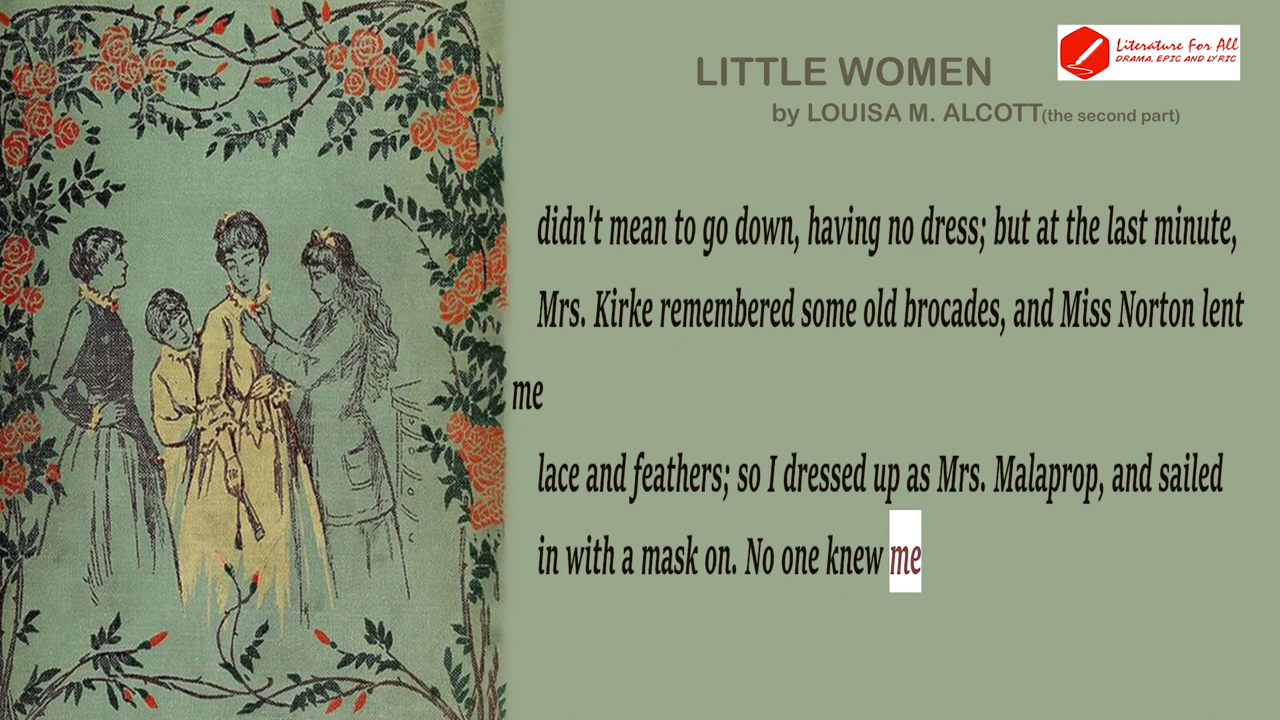 LITTLE WOMEN
by LOUISA M. ALCOTT(the second part)
Literature For All
DRAMA, EPIC AND LYRIC
didn't mean to go down, having no dress; but at the last minute,
Mrs. Kirke remembered some old brocades, and Miss Norton lent
me
lace and feathers; so I dressed up as Mrs. Malaprop, and sailed
in with a mask on. No one knew me